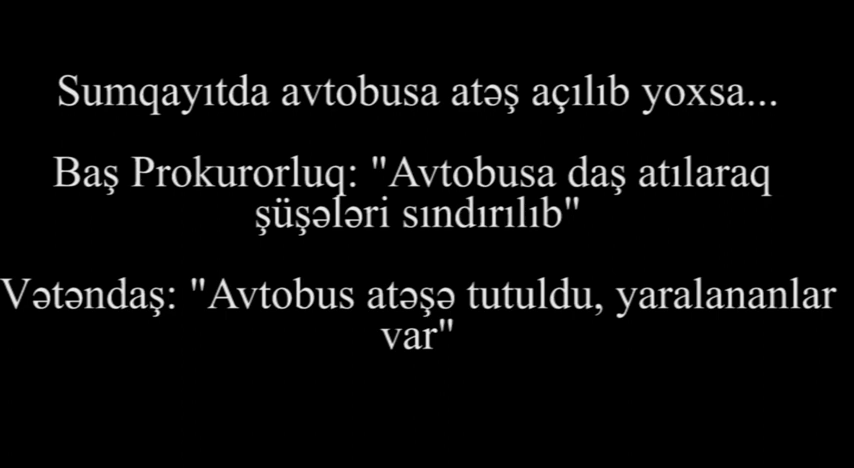 Sumqayıtda avtobusa atəş açılıb yoxsa...
Baş Prokurorluq: "Avtobusa daş atılaraq
şüşələri sındırılıb"
Vətəndaş: "Avtobus atəşə tutuldu, yaralananlar
var"